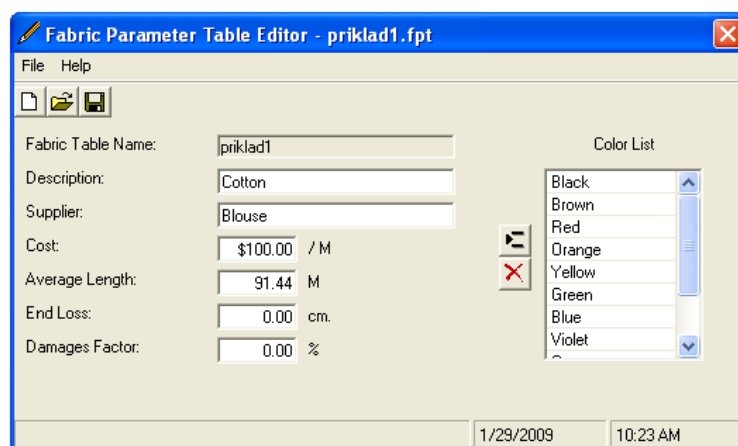 Fabric Parameter Table Editor - priklad1.fpt
File Help
Fabric Table Name: priklad1
Color List
Description: Cotton
Supplier: Blouse
Cost: $100.00 / M
Average Length: 91.44 M
End Loss: 0.00 cm.
Damages Factor: 0.00 %
Black
Brown
Red
Orange
Yellow
Green
Blue
Violet
1/29/2009 10:23 AM